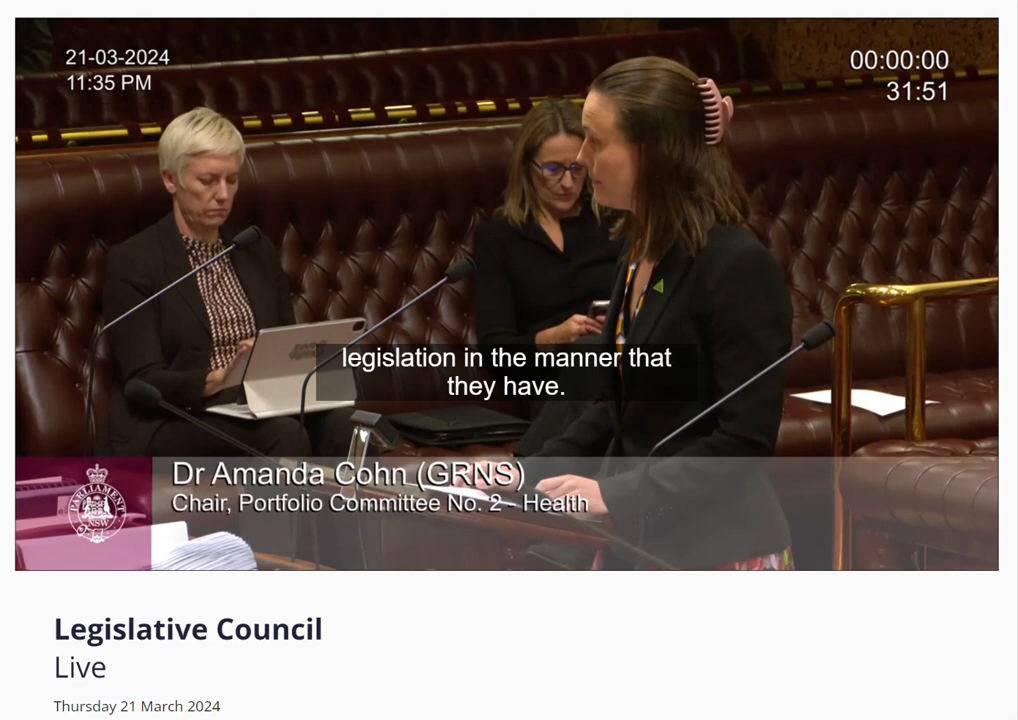 21-03-2024
11:35 PM
00:00:00
31:51
legislation in the manner that
they have.
Dr Amanda Cohn (GRNS)
Chair, Portfolio Committee No. 2 - Health
PARLIAMENT
NSW
Legislative Council
Live
Thursday 21 March 2024